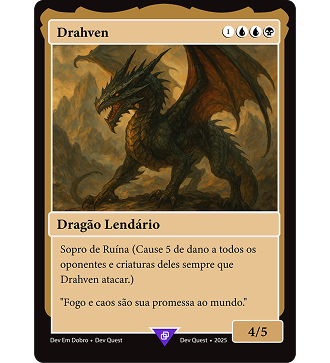 Drahven
1
Dragão Lendário
Sopro de Ruína (Cause 5 de dano a todos os
oponentes e criaturas deles sempre que
Drahven atacar.)
"Fogo e caos são sua promessa ao mundo."
4/5
Dev Em Dobro • Dev Quest
Dev Quest • 2025